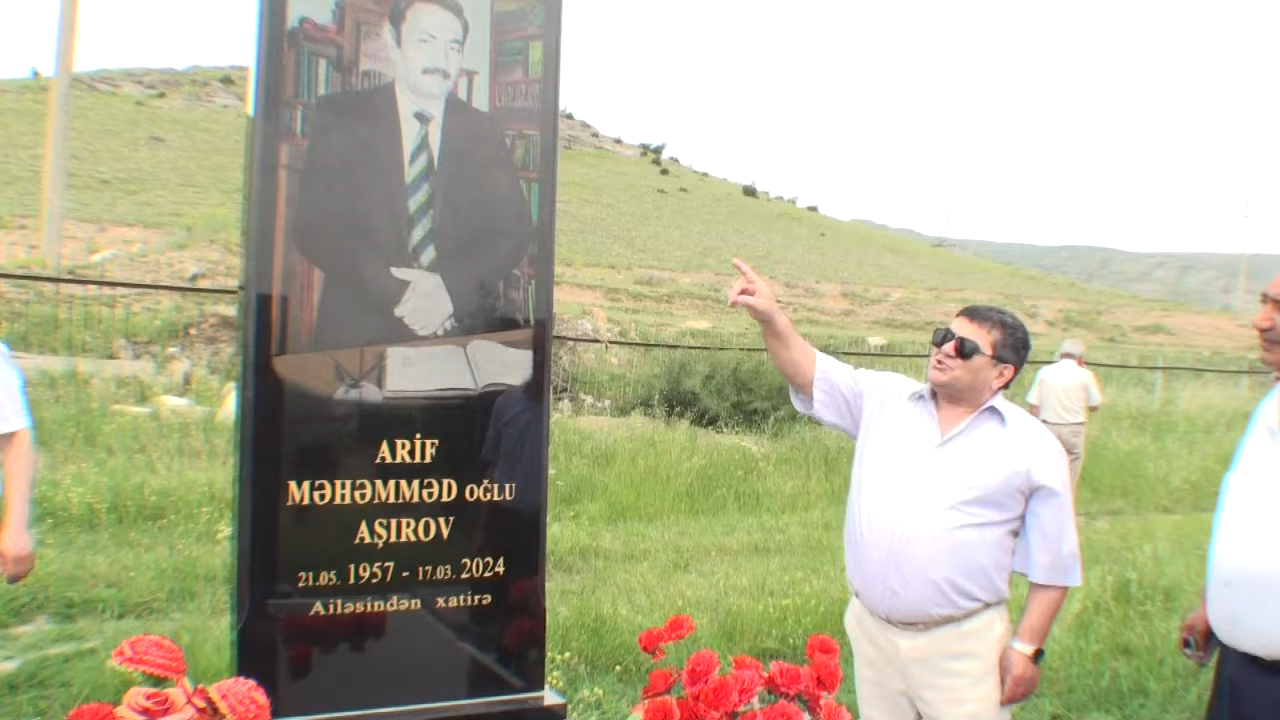 ARİF
MƏHƏMMƏD OĞLU
AŞIROV
21.05. 1957 - 17.03. 2024
Ailəsindən xatirə